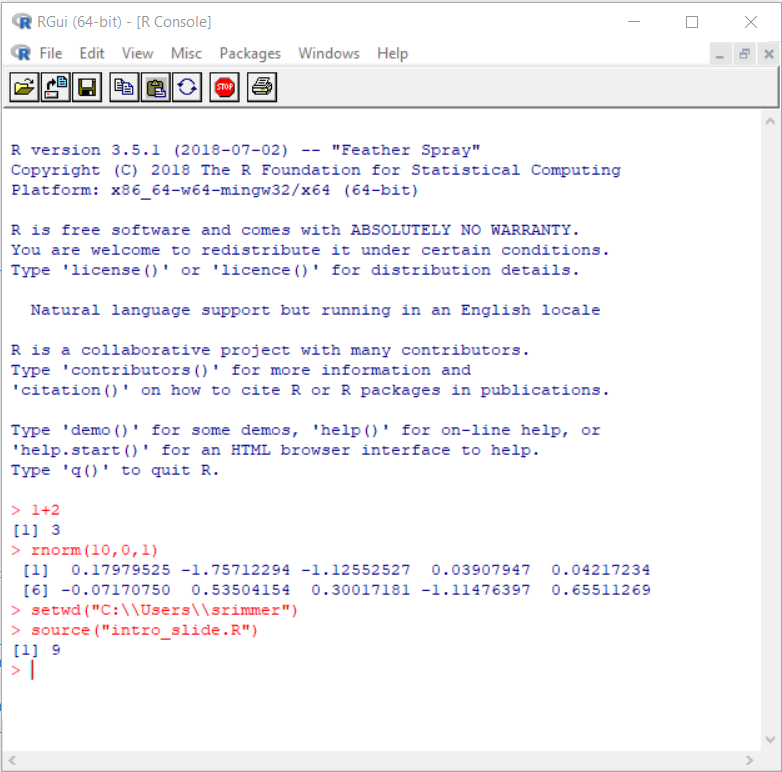 RGui (64-bit) - [R Console]
File Edit View Misc Packages Windows Help
STOP
R version 3.5.1 (2018-07-02) -- "Feather Spray"
Copyright (C) 2018 The R Foundation for Statistical Computing
Platform: x86_64-w64-mingw32/x64 (64-bit)
R is free software and comes with ABSOLUTELY NO WARRANTY.
You are welcome to redistribute it under certain conditions.
Type 'license()' or 'licence()' for distribution details.
Natural language support but running in an English locale
R is a collaborative project with many contributors.
Type 'contributors()' for more information and
'citation()' on how to cite R or R packages in publications.
Type 'demo()' for some demos, 'help()' for on-line help, or
'help.start()' for an HTML browser interface to help.
Type 'q()' to quit R.
> 1+2
[1] 3
> rnorm(10,0,1)
[1]  0.17979525 -1.75712294 -1.12552527  0.03907947  0.04217234
[6] -0.07170750  0.53504154  0.30017181 -1.11476397  0.65511269
> setwd("C:\\Users\\srimmer")
> source("intro_slide.R")
[1] 9
>